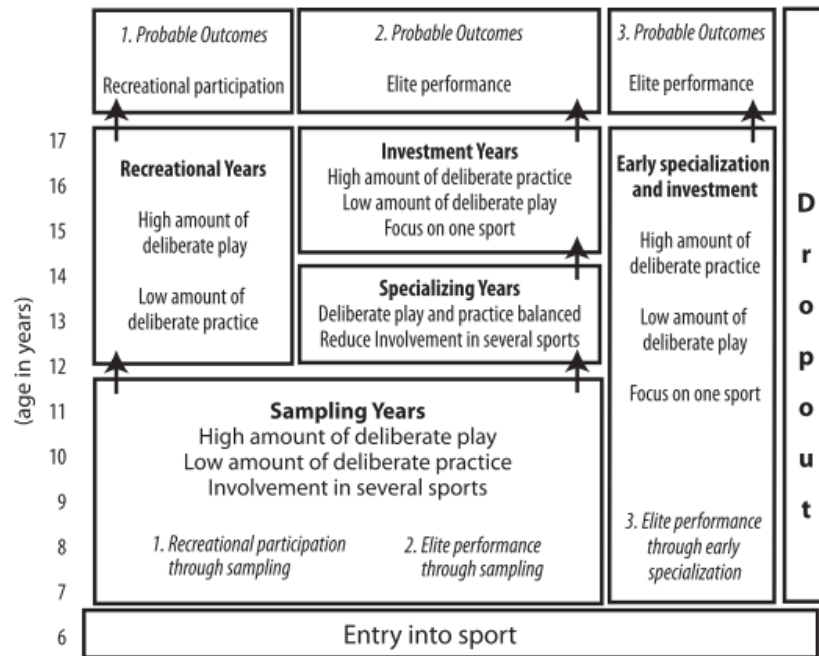 1. Probable Outcomes
Recreational participation
2. Probable Outcomes
Elite performance
3. Probable Outcomes
Elite performance
Dropout
(age in years)
17
16
15
14
13
12
11
10
9
8
7
6
Recreational Years
High amount of
deliberate play
Low amount of
deliberate practice
Investment Years
High amount of deliberate practice
Low amount of deliberate play
Focus on one sport
Specializing Years
Deliberate play and practice balanced
Reduce Involvement in several sports
Early specialization
and investment
High amount of
deliberate practice
Low amount of
deliberate play
Focus on one sport
3. Elite performance
through early
specialization
Sampling Years
High amount of deliberate play
Low amount of deliberate practice
Involvement in several sports
1. Recreational participation
through sampling
2. Elite performance
through sampling
Entry into sport